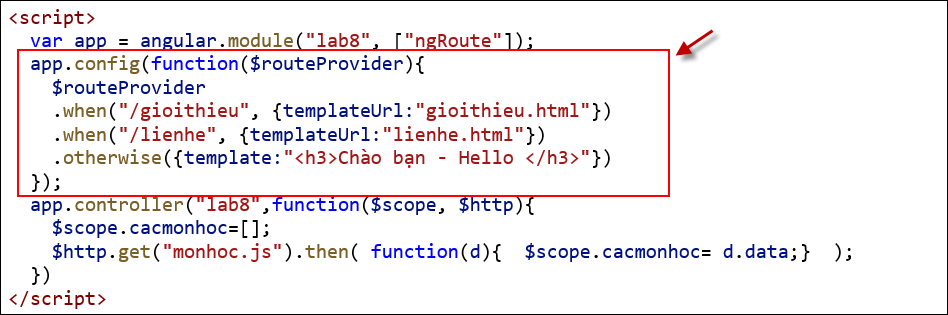 <script>
var app = angular.module("lab8", ["ngRoute"]);
app.config(function($routeProvider){
$routeProvider
.when("/gioithieu", {templateUrl:"gioithieu.html"})
.when("/lienhe", {templateUrl:"lienhe.html"})
.otherwise({template:"<h3>Chào bạn - Hello </h3>"})
});
app.controller("lab8",function($scope, $http){
$scope.cacmonhoc=[];
$http.get("monhoc.js").then( function(d){  $scope.cacmonhoc= d.data;}  );
})
</script>